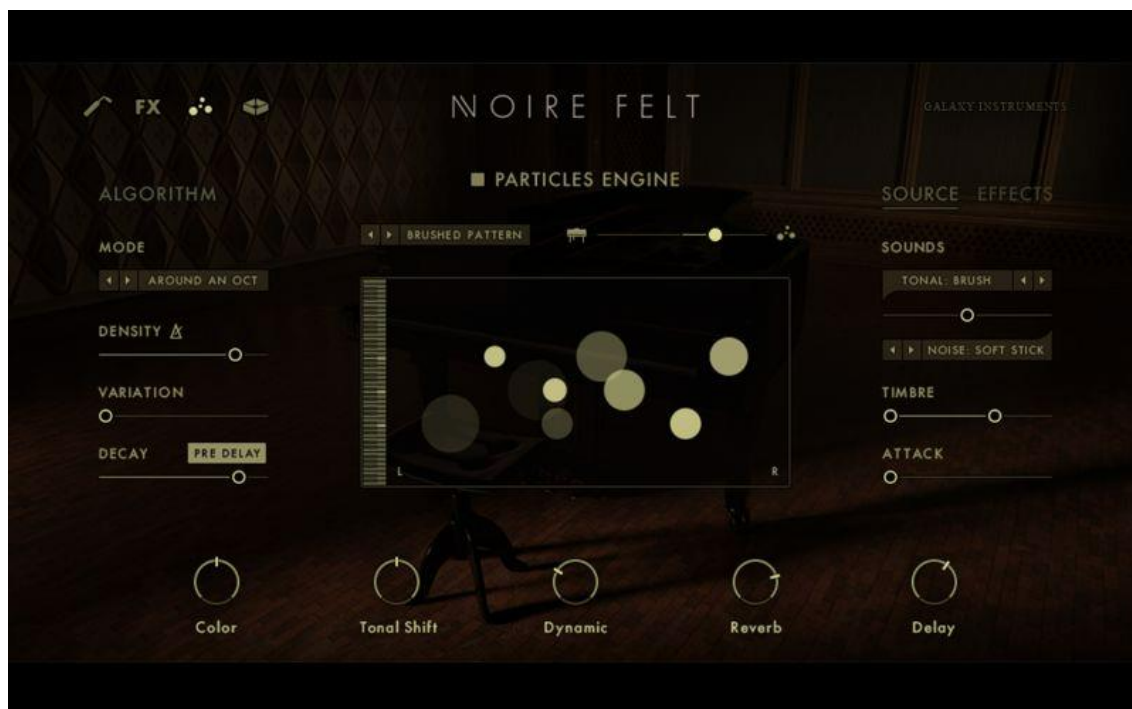 FX
NOIRE FELT
GALAXY INSTRUMENTS
PARTICLES ENGINE
ALGORITHM
SOURCE EFFECTS
BRUSHED PATTERN
MODE
AROUND AN OCT
SOUNDS
TONAL: BRUSH
DENSITY
NOISE: SOFT STICK
VARIATION
TIMBRE
DECAY PRE DELAY
ATTACK
L R
Color Tonal Shift Dynamic Reverb Delay